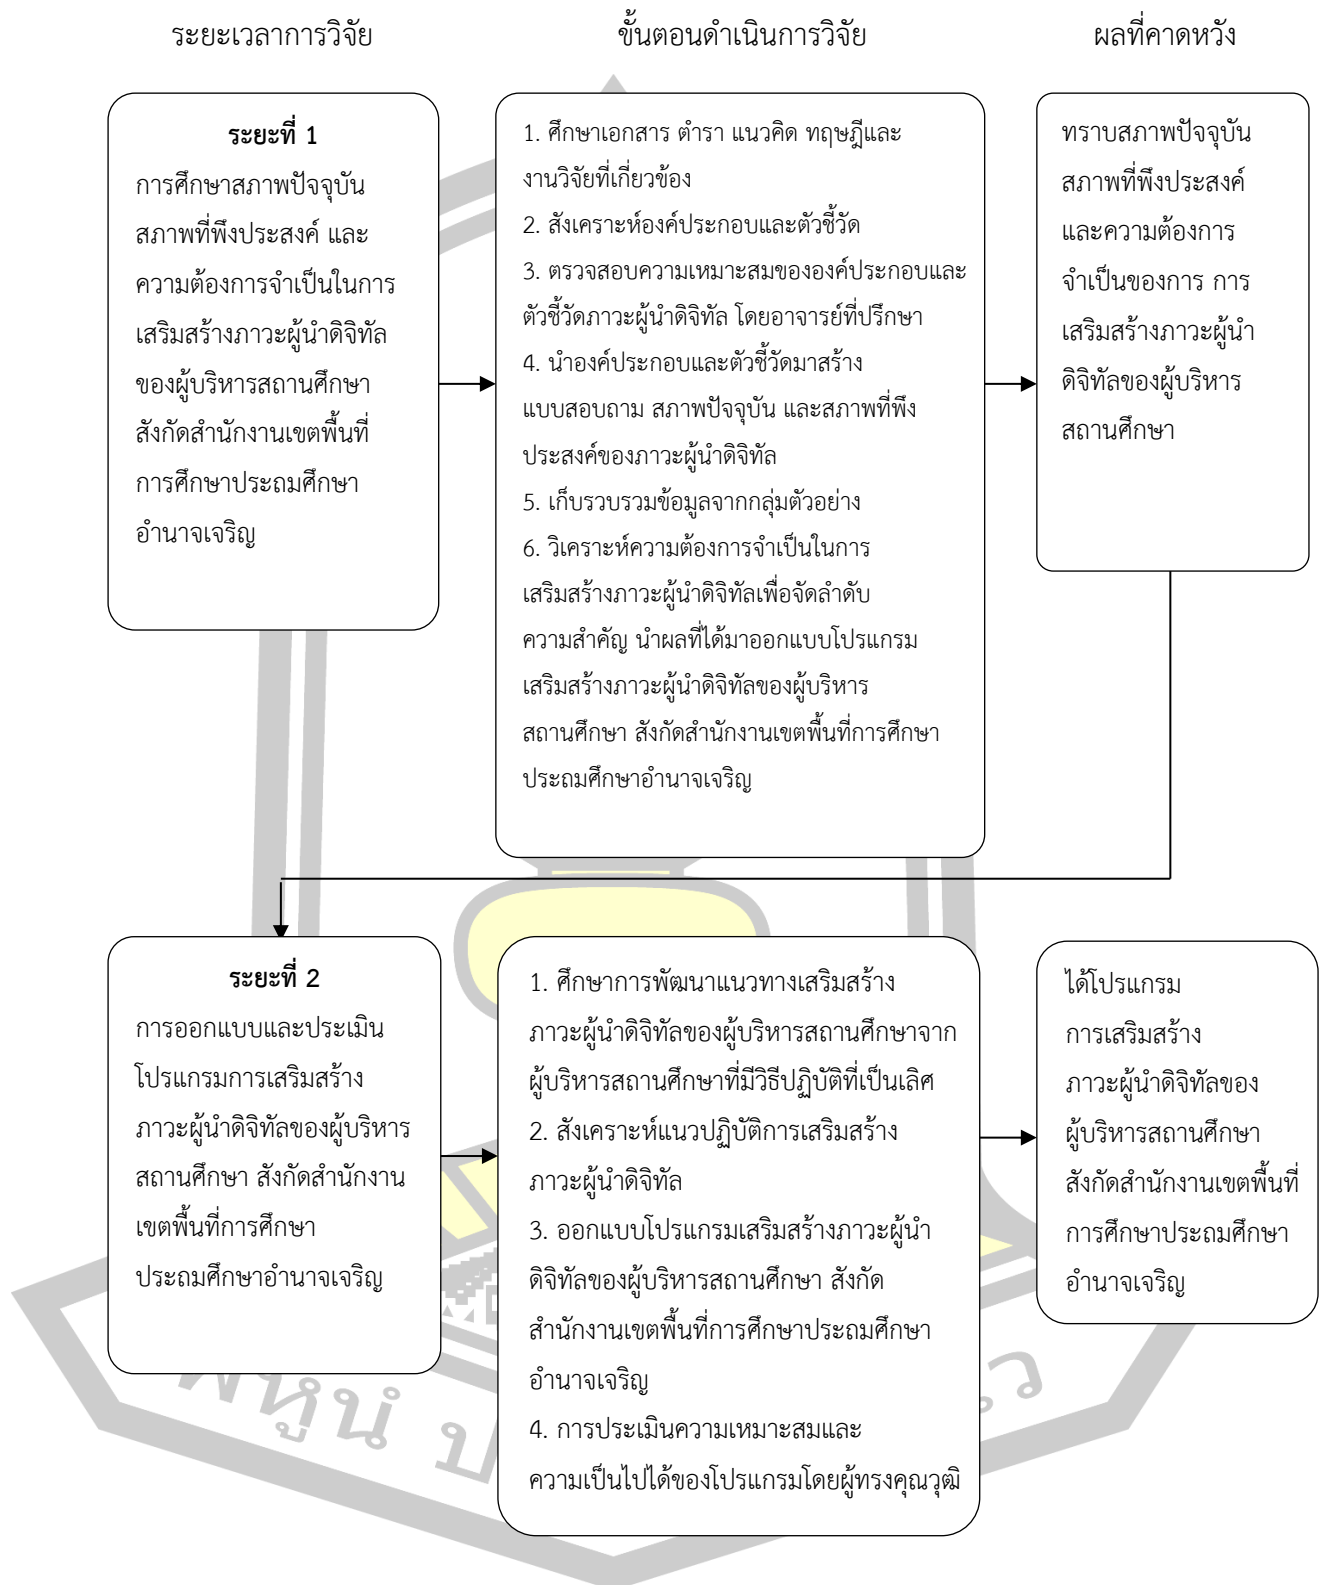 ระยะเวลาการวิจัย
ขั้นตอนดำเนินการวิจัย
ผลที่คาดหวัง
ระยะที่ 1
การศึกษาสภาพปัจจุบัน
สภาพที่พึงประสงค์ และ
ความต้องการจำเป็นในการ
เสริมสร้างภาวะผู้นำดิจิทัล
ของผู้บริหารสถานศึกษา
สังกัดสำนักงานเขตพื้นที่
การศึกษาประถมศึกษา
อำนาจเจริญ
1. ศึกษาเอกสาร ตำรา แนวคิด ทฤษฎีและ
งานวิจัยที่เกี่ยวข้อง
2. สังเคราะห์องค์ประกอบและตัวชี้วัด
3. ตรวจสอบความเหมาะสมขององค์ประกอบและ
ตัวชี้วัดภาวะผู้นำดิจิทัล โดยอาจารย์ที่ปรึกษา
4. นำองค์ประกอบและตัวชี้วัดมาสร้าง
แบบสอบถาม สภาพปัจจุบัน และสภาพที่พึง
ประสงค์ของภาวะผู้นำดิจิทัล
5. เก็บรวบรวมข้อมูลจากกลุ่มตัวอย่าง
6. วิเคราะห์ความต้องการจำเป็นในการ
เสริมสร้างภาวะผู้นำดิจิทัลเพื่อจัดลำดับ
ความสำคัญ นำผลที่ได้มาออกแบบโปรแกรม
เสริมสร้างภาวะผู้นำดิจิทัลของผู้บริหาร
สถานศึกษา สังกัดสำนักงานเขตพื้นที่การศึกษา
ประถมศึกษาอำนาจเจริญ
ทราบสภาพปัจจุบัน
สภาพที่พึงประสงค์
และความต้องการ
จำเป็นของการ การ
เสริมสร้างภาวะผู้นำ
ดิจิทัลของผู้บริหาร
สถานศึกษา
ระยะที่ 2
การออกแบบและประเมิน
โปรแกรมการเสริมสร้าง
ภาวะผู้นำดิจิทัลของผู้บริหาร
สถานศึกษา สังกัดสำนักงาน
เขตพื้นที่การศึกษา
ประถมศึกษาอำนาจเจริญ
1. ศึกษาการพัฒนาแนวทางเสริมสร้าง
ภาวะผู้นำดิจิทัลของผู้บริหารสถานศึกษาจาก
ผู้บริหารสถานศึกษาที่มีวิธีปฏิบัติที่เป็นเลิศ
2. สังเคราะห์แนวปฏิบัติการเสริมสร้าง
ภาวะผู้นำดิจิทัล
3. ออกแบบโปรแกรมเสริมสร้างภาวะผู้นำ
ดิจิทัลของผู้บริหารสถานศึกษา สังกัด
สำนักงานเขตพื้นที่การศึกษาประถมศึกษา
อำนาจเจริญ
4. การประเมินความเหมาะสมและ
ความเป็นไปได้ของโปรแกรมโดยผู้ทรงคุณวุฒิ
ได้โปรแกรม
การเสริมสร้าง
ภาวะผู้นำดิจิทัลของ
ผู้บริหารสถานศึกษา
สังกัดสำนักงานเขตพื้นที่
การศึกษาประถมศึกษา
อำนาจเจริญ